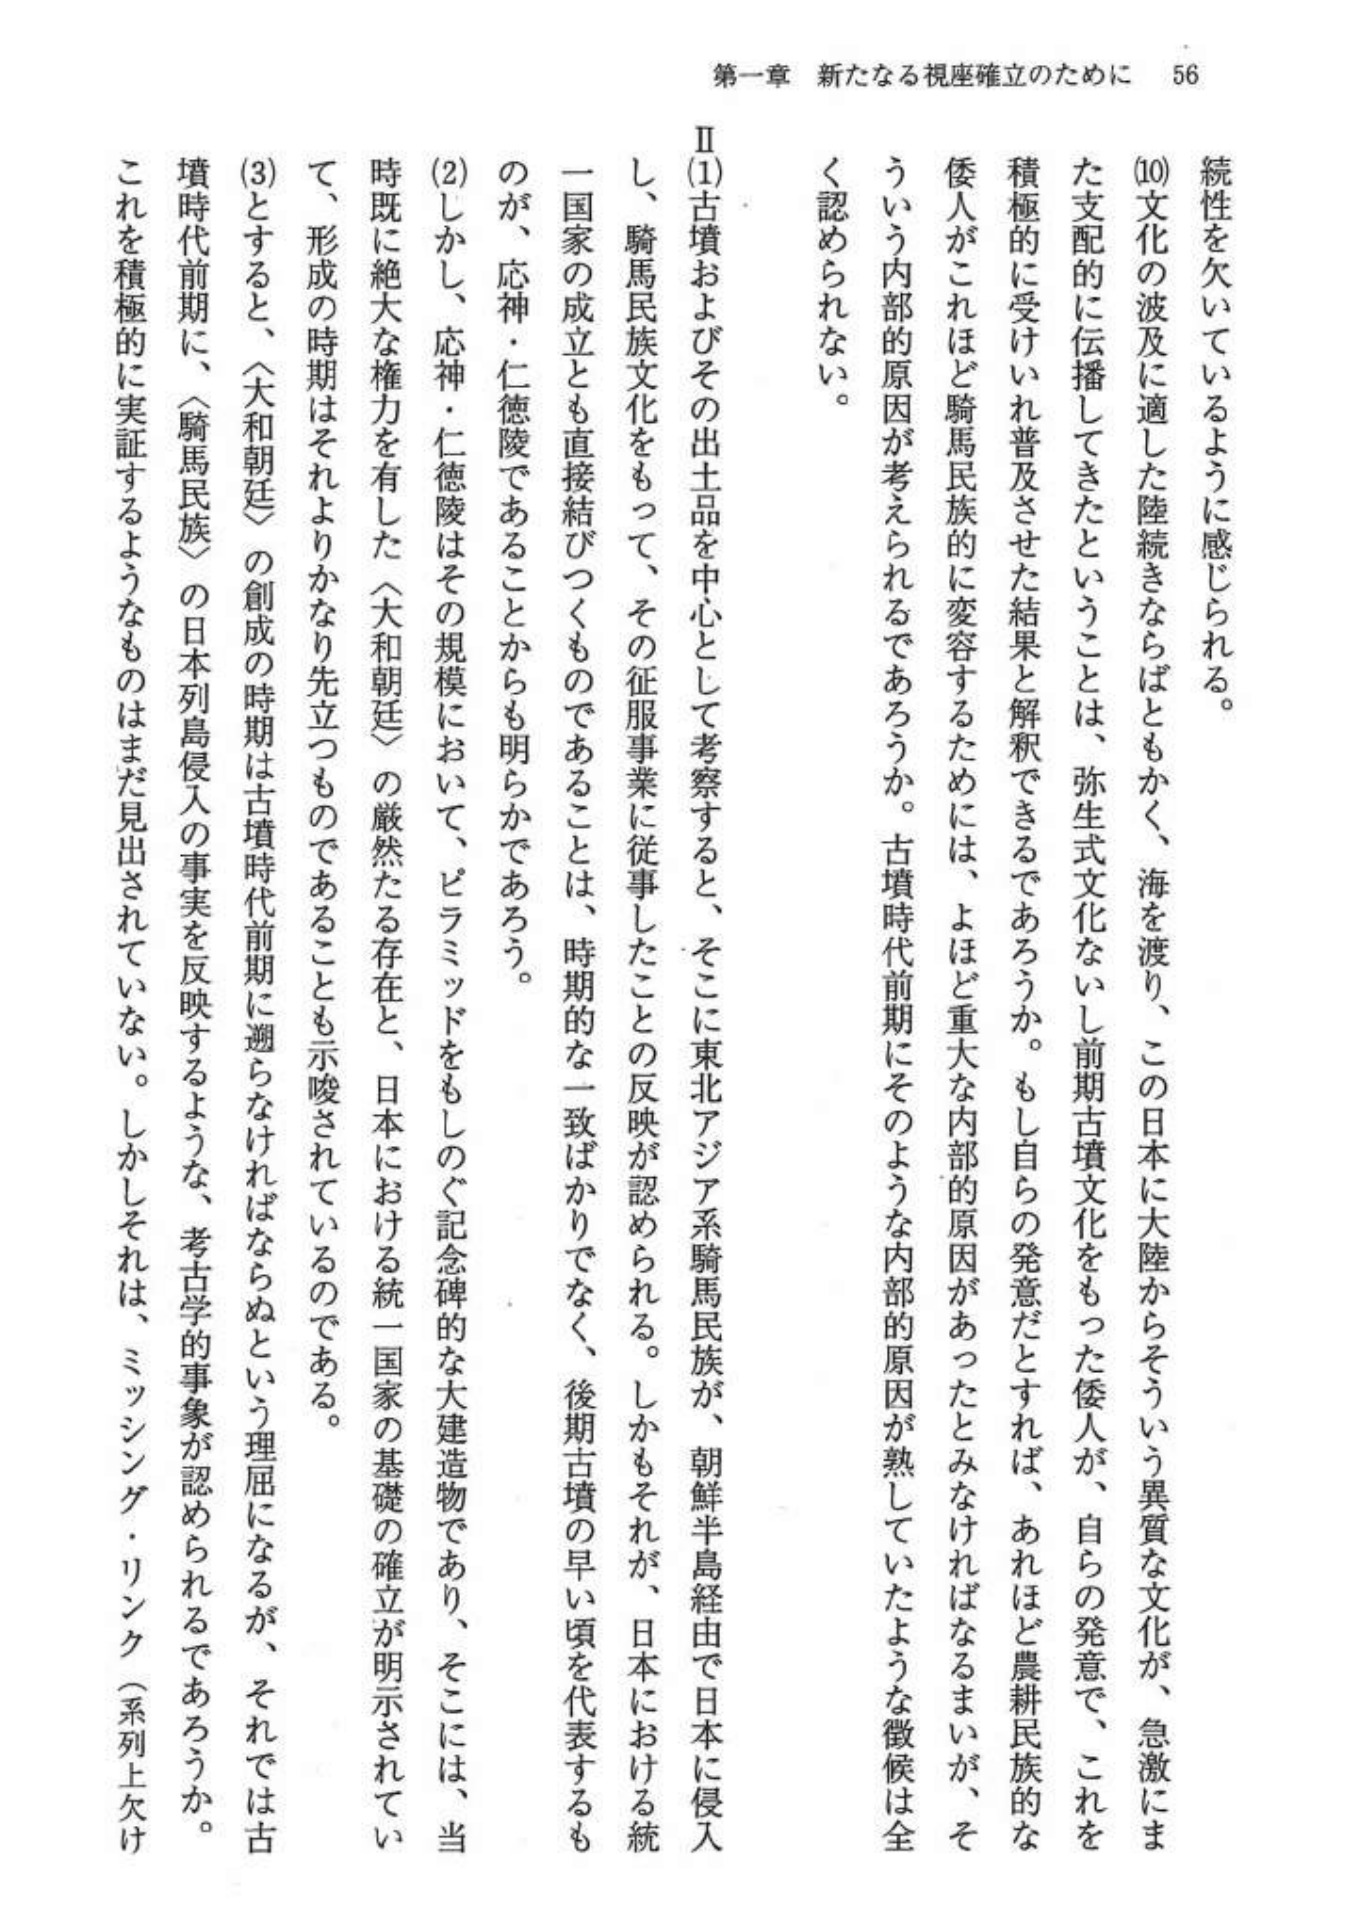 第一章　新たなる視座確立のために　56
続性を欠いているように感じられる。
⑽文化の波及に適した陸続きならばともかく、海を渡り、この日本に大陸からそういう異質な文化が、急激にま
た支配的に伝播してきたということは、弥生式文化ないし前期古墳文化をもった倭人が、自らの発意で、これを
積極的に受けいれ普及させた結果と解釈できるであろうか。もし自らの発意だとすれば、あれほど農耕民族的な
倭人がこれほど騎馬民族的に変容するためには、よほど重大な内部的原因があったとみなければなるまいが、そ
ういう内部的原因が考えられるであろうか。古墳時代前期にそのような内部的原因が熟していたような徴候は全
く認められない。
Ⅱ⑴古墳およびその出土品を中心として考察すると、そこに東北アジア系騎馬民族が、朝鮮半島経由で日本に侵入
し、騎馬民族文化をもって、その征服事業に従事したことの反映が認められる。しかもそれが、日本における統
一国家の成立とも直接結びつくものであることは、時期的な一致ばかりでなく、後期古墳の早い頃を代表するも
のが、応神・仁徳陵であることからも明らかであろう。
⑵しかし、応神・仁徳陵はその規模において、ピラミッドをもしのぐ記念碑的な大建造物であり、そこには、当
時既に絶大な権力を有した〈大和朝廷〉の厳然たる存在と、日本における統一国家の基礎の確立が明示されてい
て、形成の時期はそれよりかなり先立つものであることも示唆されているのである。
⑶とすると、〈大和朝廷〉の創成の時期は古墳時代前期に遡らなければならぬという理屈になるが、それでは古
墳時代前期に、〈騎馬民族〉の日本列島侵入の事実を反映するような、考古学的事象が認められるであろうか。
これを積極的に実証するようなものはまだ見出されていない。しかしそれは、ミッシング・リンク（系列上欠け